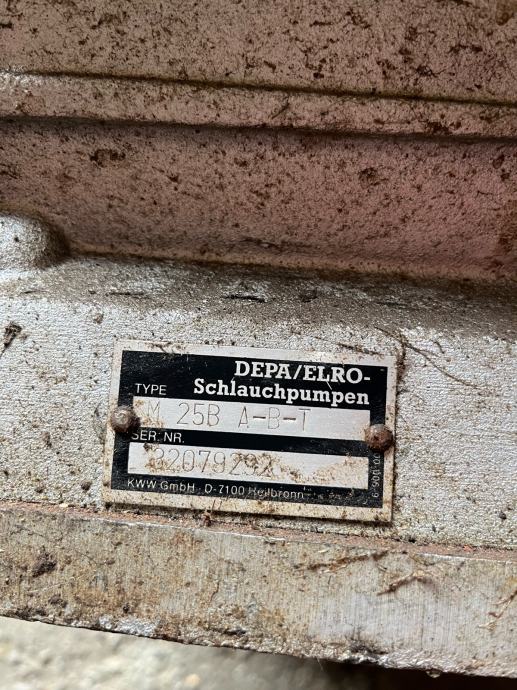 DEPA/ELRO-
TYPE Schlauchpumpen
M 25B A-B-T
SER. NR.
KWW GmbH · D-7100 Heilbronn